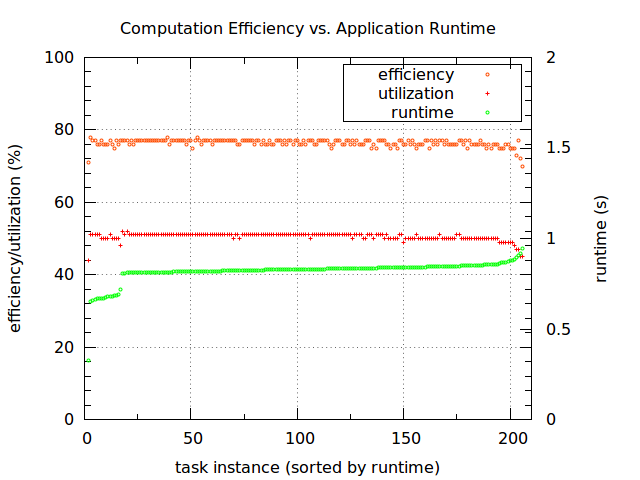 Computation Efficiency vs. Application Runtime
100
80
60
40
20
0
2
1.5
1
0.5
0
efficiency
utilization
runtime
efficiency/utilization (%)
runtime (s)
0 50 100 150 200
task instance (sorted by runtime)